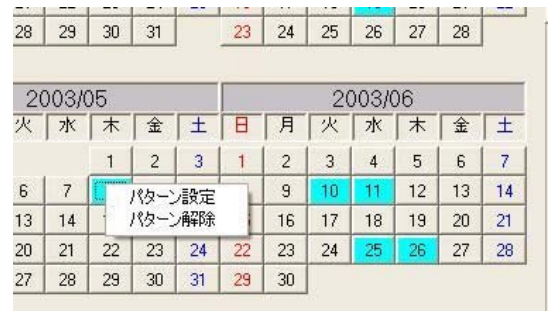 28 29 30 31 23 24 25 26 27 28
2003/05 2003/06
火 水 木 金 土 日 月 火 水 木 金 土
1 2 3 1 2 3 4 5 6 7
6 7 パターン設定 9 10 11 12 13 14
13 14 パターン解除 16 17 18 19 20 21
20 21 22 23 24 22 23 24 25 26 27 28
27 28 29 30 31 29 30